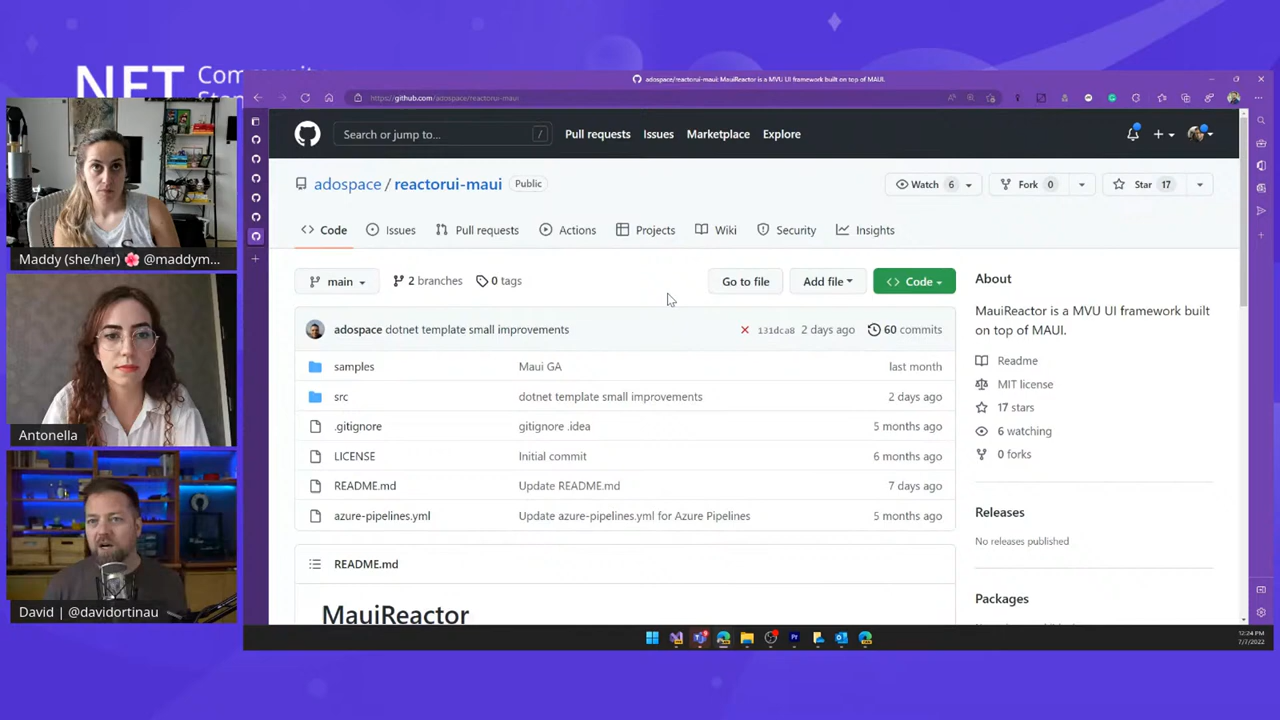 .NET Community
adospace/reactorui-maui: MauiReactor is a MVU UI framework built on top of MAUI.
https://github.com/adospace/reactorui-maui
Search or jump to... /
Pull requests Issues Marketplace Explore
adospace / reactorui-maui Public
Watch 6 Fork 0 Star 17
Code Issues Pull requests Actions Projects Wiki Security Insights
main 2 branches 0 tags Go to file Add file Code
adospace dotnet template small improvements 131dca8 2 days ago 60 commits
samples Maui GA last month
src dotnet template small improvements 2 days ago
.gitignore gitignore .idea 5 months ago
LICENSE Initial commit 6 months ago
README.md Update README.md 7 days ago
azure-pipelines.yml Update azure-pipelines.yml for Azure Pipelines 5 months ago
README.md
MauiReactor
About
MauiReactor is a MVU UI framework built
on top of MAUI.
Readme
MIT license
17 stars
6 watching
0 forks
Releases
No releases published
Packages
Maddy (she/her) 🌸 @maddym...
Antonella
David | @davidortinau
12:24 PM
7/7/2022